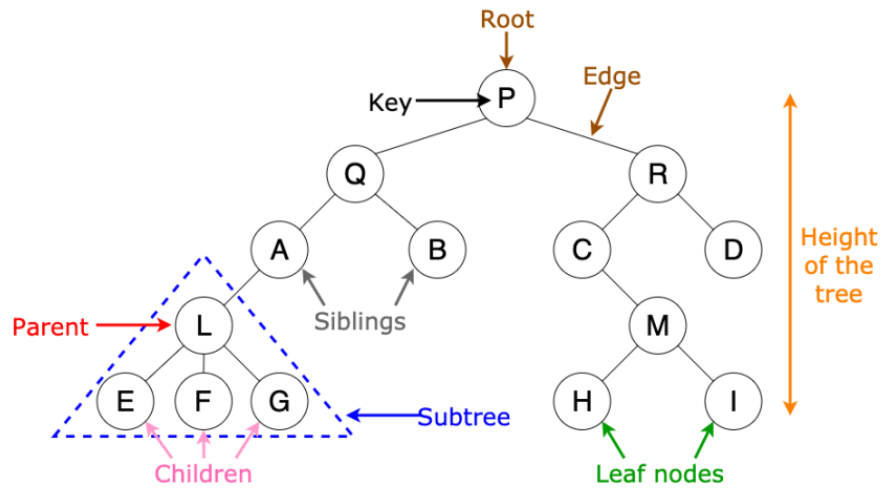 Root
Edge
Key
P
Q
R
A
B
C
D
Height
of the
tree
Siblings
Parent
L
M
E
F
G
H
I
Subtree
Children
Leaf nodes